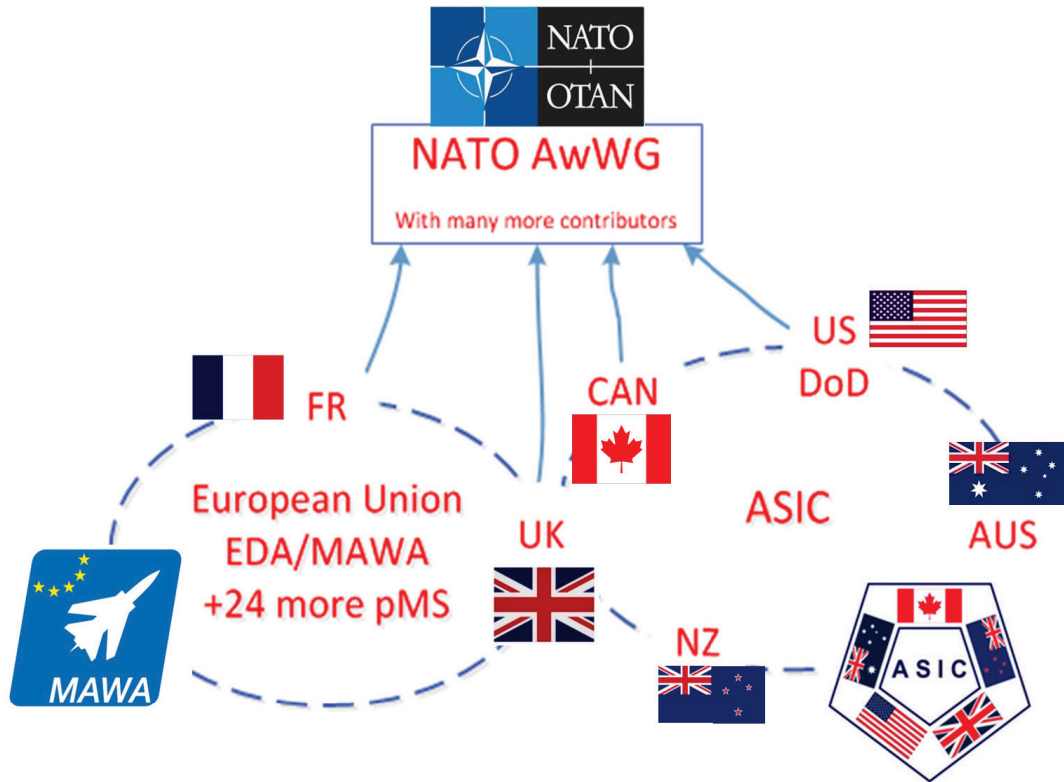 NATO
OTAN
NATO AwWG
With many more contributors
US
DoD
CAN
FR
European Union
EDA/MAWA
+24 more pMS
UK
ASIC
AUS
NZ
MAWA
ASIC